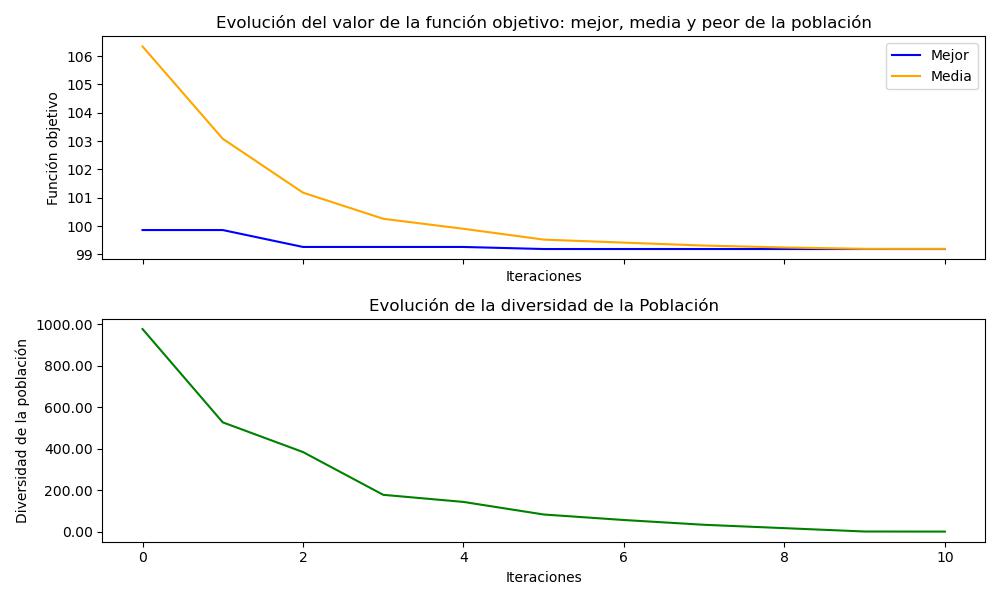 Evolución del valor de la función objetivo: mejor, media y peor de la población
Función objetivo
106
105
104
103
102
101
100
99
Mejor
Media
Iteraciones
Evolución de la diversidad de la Población
Diversidad de la población
1000.00
800.00
600.00
400.00
200.00
0.00
0
2
4
6
8
10
Iteraciones